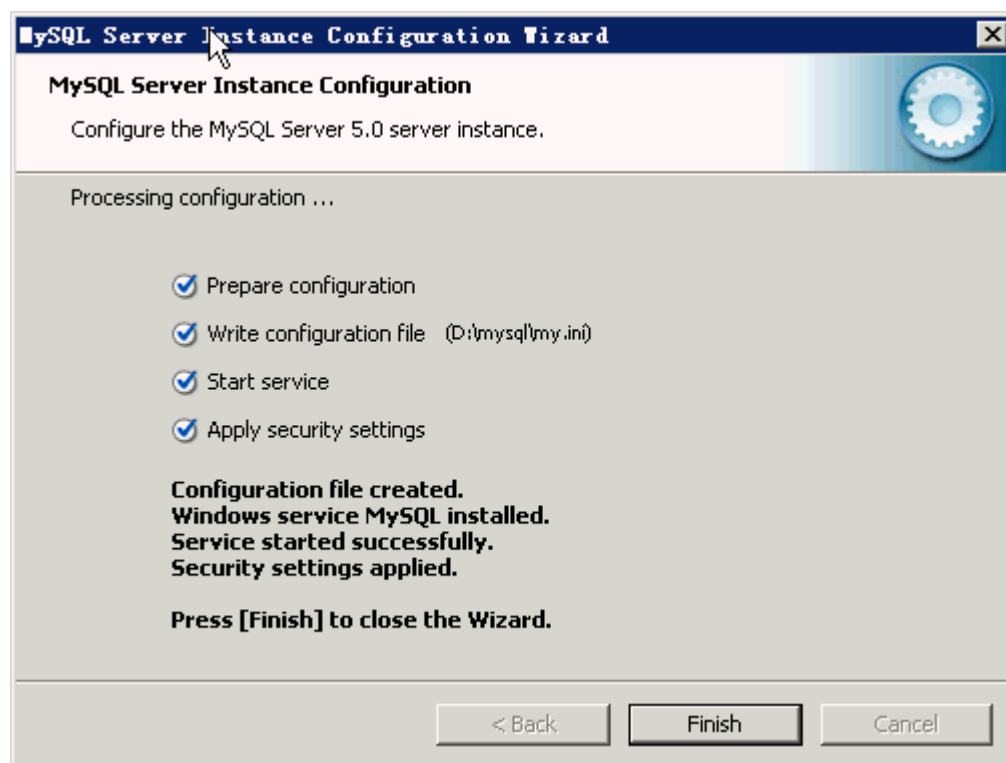 MySQL Server Instance Configuration Wizard
MySQL Server Instance Configuration
Configure the MySQL Server 5.0 server instance.
Processing configuration ...
Prepare configuration
Write configuration file (D:\mysql\my.ini)
Start service
Apply security settings
Configuration file created.
Windows service MySQL installed.
Service started successfully.
Security settings applied.
Press [Finish] to close the Wizard.
< Back Finish Cancel